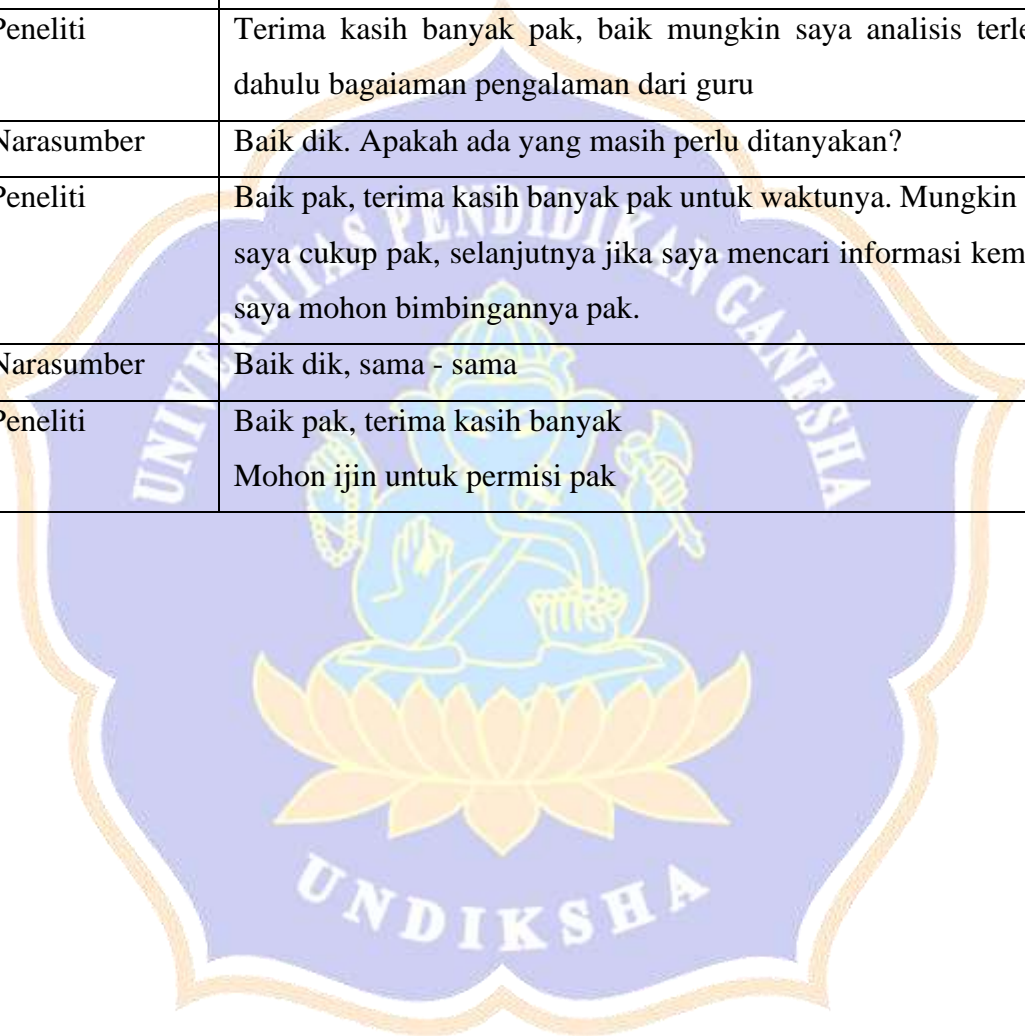 Peneliti Terima kasih banyak pak, baik mungkin saya analisis
dahulu bagaiaman pengalaman dari guru
Narasumber Baik dik. Apakah ada yang masih perlu ditanyakan?
Peneliti Baik pak, terima kasih banyak pak untuk waktunya. Mungkin
saya cukup pak, selanjutnya jika saya mencari informasi
saya mohon bimbingannya pak.
Narasumber Baik dik, sama - sama
Peneliti Baik pak, terima kasih banyak
Mohon ijin untuk permisi pak
UNIVERSITAS PENDIDIKAN GANESHA
UNDIKSHA